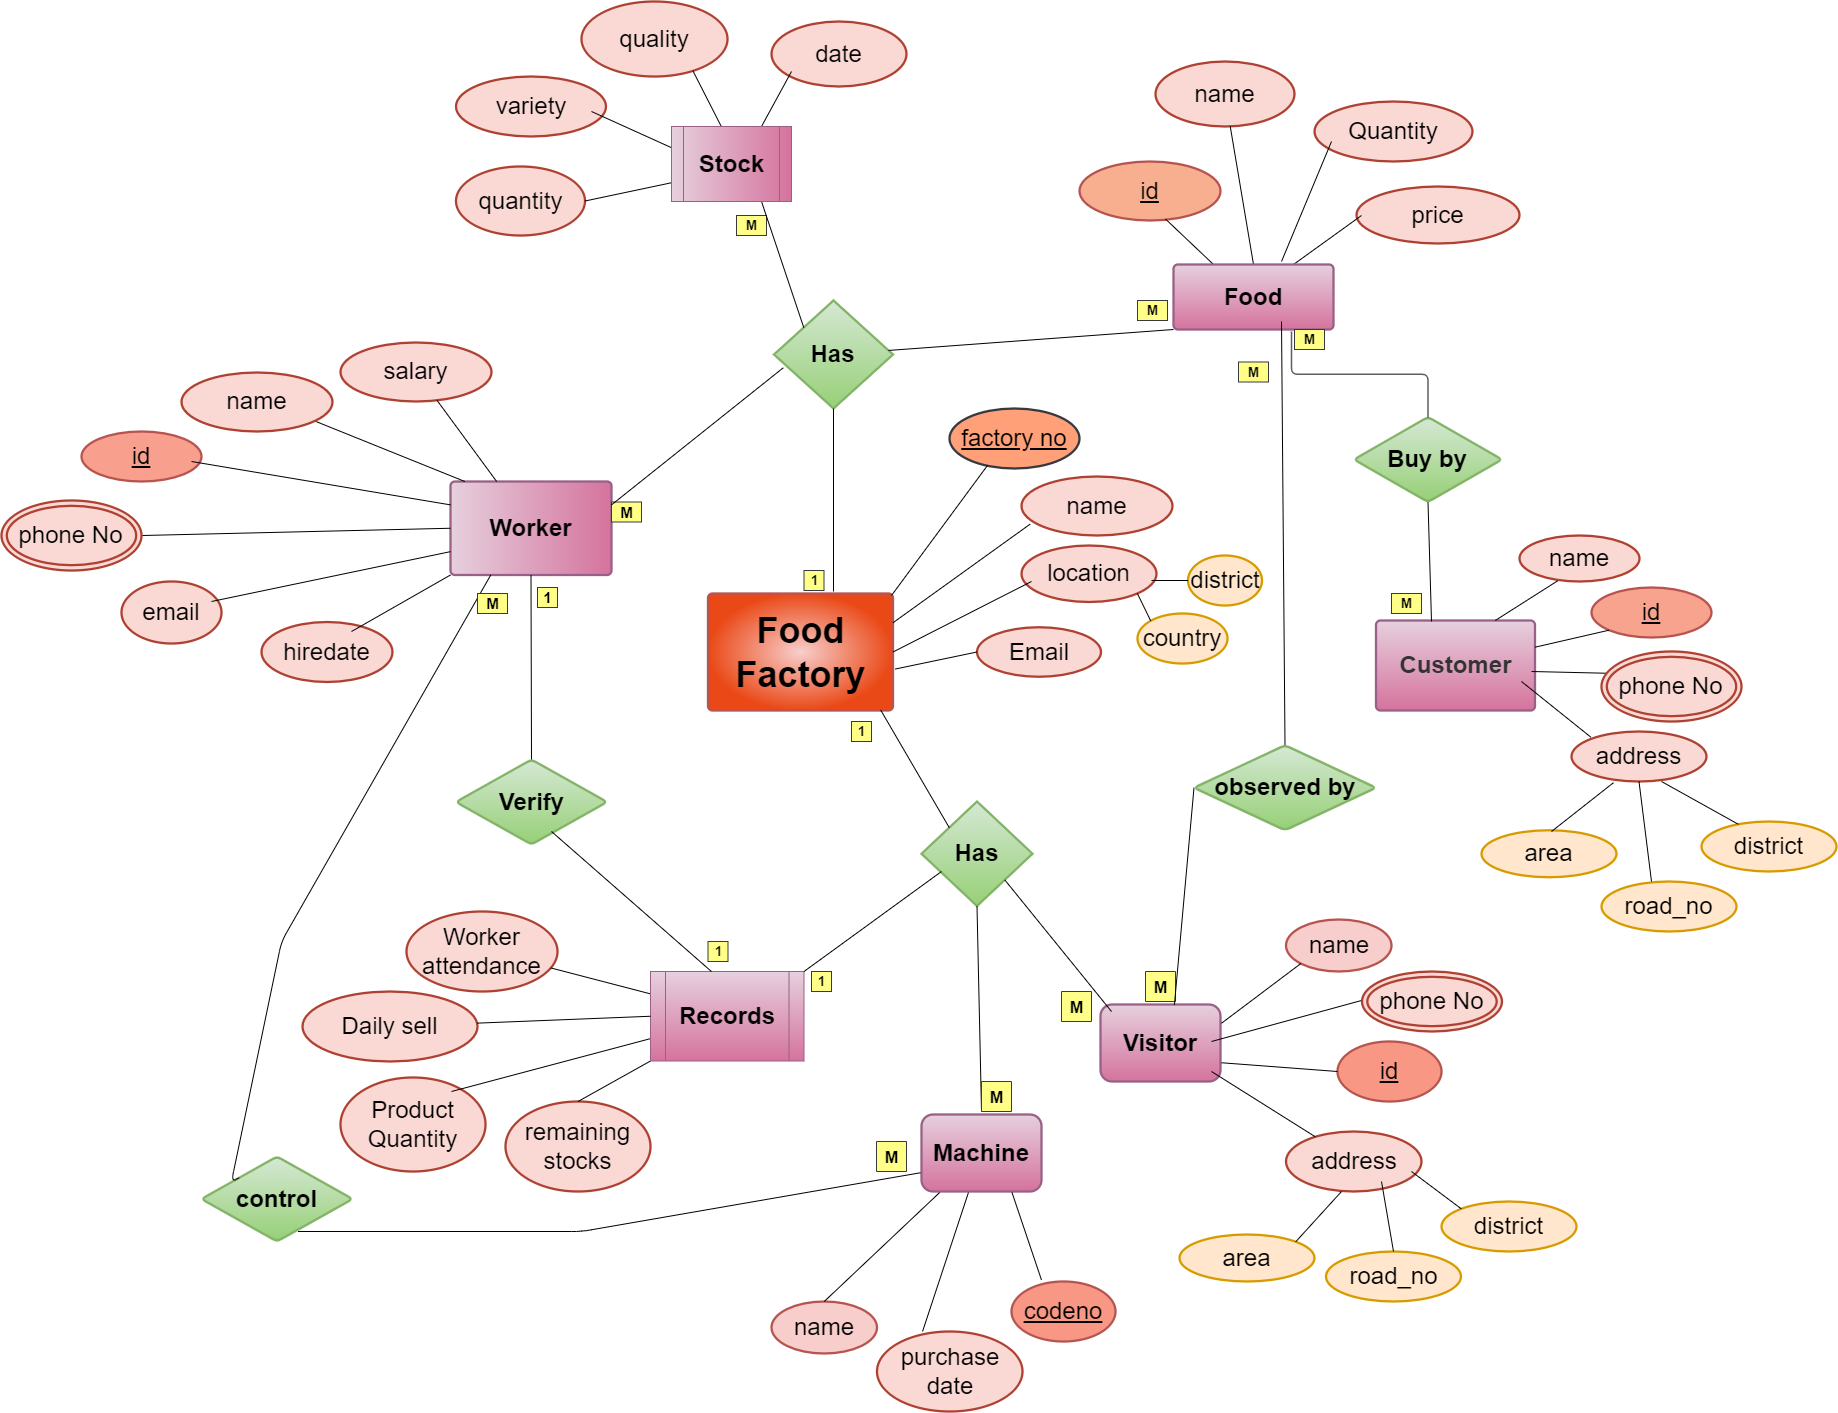 quality
date
variety
quantity
Stock
M
name
Quantity
id
price
Food
M
M
M
Has
salary
name
id
phone No
email
hiredate
Worker
M
M
1
factory no
name
location
district
country
Email
1
Food
Factory
1
Buy by
M
name
id
phone No
Customer
address
area
road_no
district
Verify
observed by
Has
Worker
attendance
Daily sell
Product
Quantity
remaining
stocks
1
1
Records
M
M
Visitor
name
phone No
id
address
area
road_no
district
control
M
M
Machine
name
purchase
date
codeno